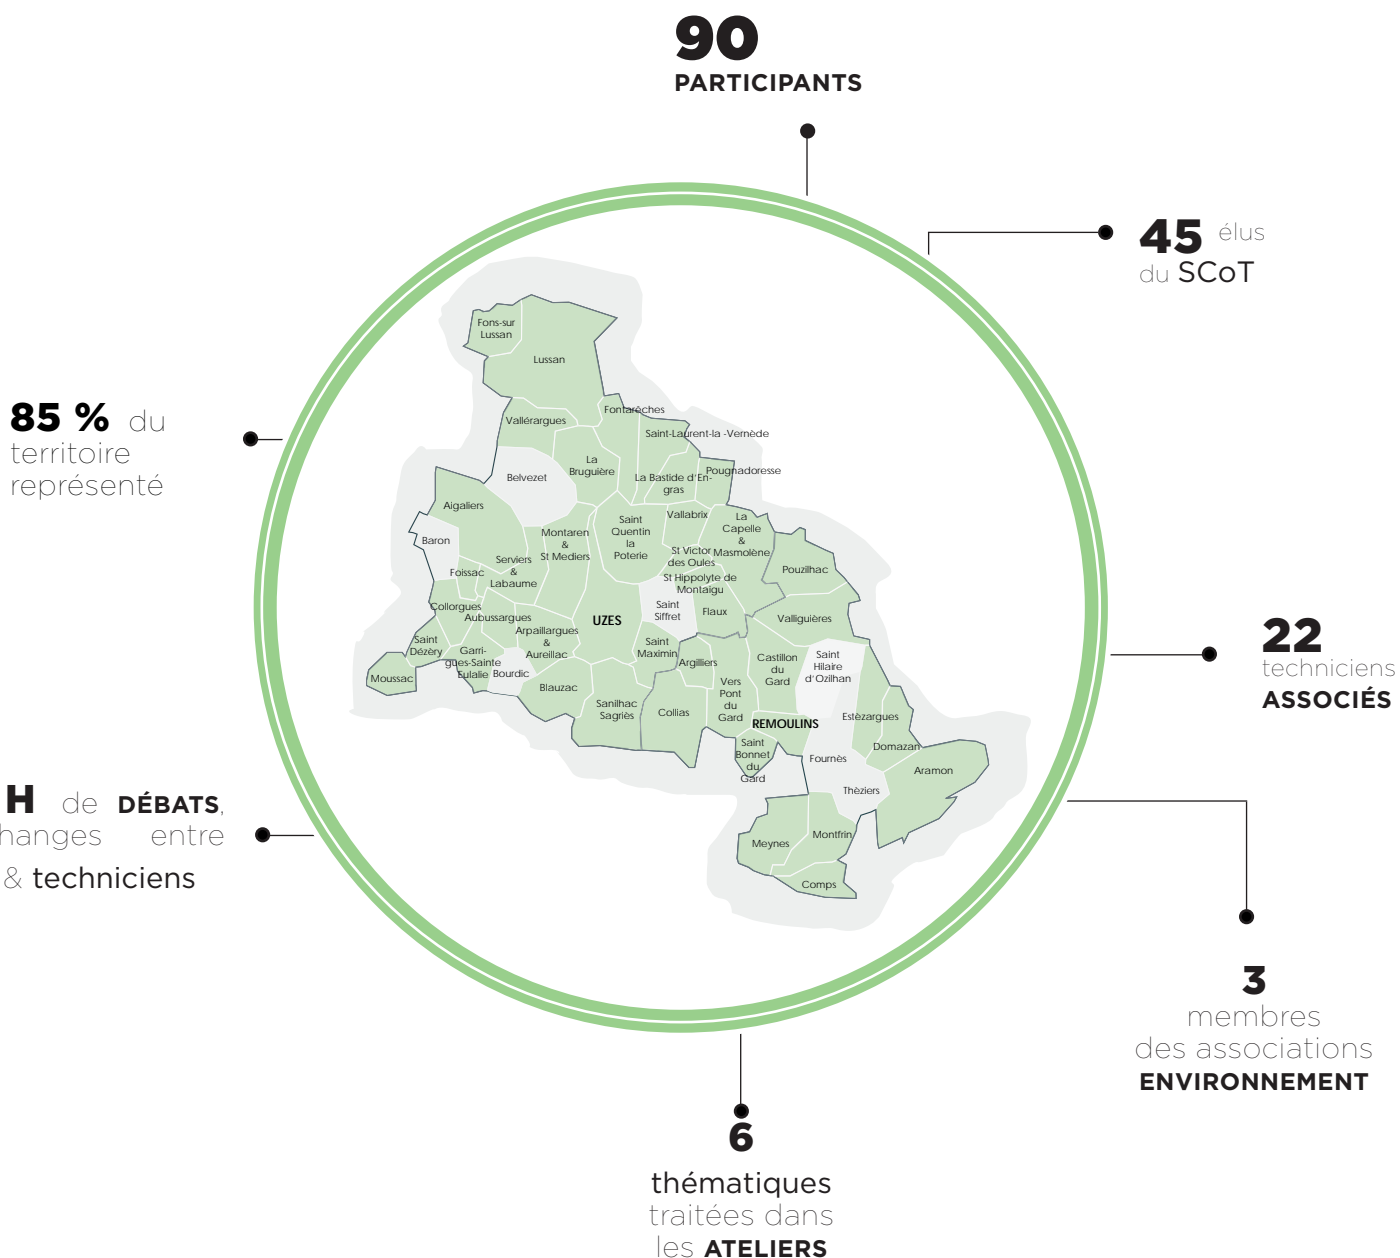 90
PARTICIPANTS
45 élus
du SCoT
85 % du
territoire
représenté
22
techniciens
ASSOCIÉS
H de DÉBATS,
hanges entre
& techniciens
3
membres
des associations
ENVIRONNEMENT
6
thématiques
traitées dans
les ATELIERS
Fons-sur
Lussan
Lussan
Vallérargues
Fontarêches
Saint-Laurent-la -Vernède
La
Bruguière
Belvezet
La Bastide d'En-
gras
Pougnadoresse
Aigaliers
Baron
Montaren
&
St Mediers
Saint
Quentin
la
Poterie
Vallabrix
La
Capelle
&
Masmolène
St Victor
des Oules
Serviers
&
Labaume
Foissac
St Hippolyte de
Montaigu
Pouzilhac
Collorgues
Aubussargues
UZES
Saint
Siffret
Flaux
Valliguières
Arpaillargues
&
Aureillac
Saint
Dézèry
Garri-
gues-Sainte
Eulalie
Bourdic
Moussac
Saint
Maximin
Argilliers
Castillon
du
Gard
Saint
Hilaire
d'Ozilhan
Blauzac
Sanilhac
Sagriès
Collias
Vers
Pont
du
Gard
REMOULINS
Estèzargues
Saint
Bonnet
du
Gard
Fournès
Domazan
Aramon
Thèziers
Meynes
Montfrin
Comps